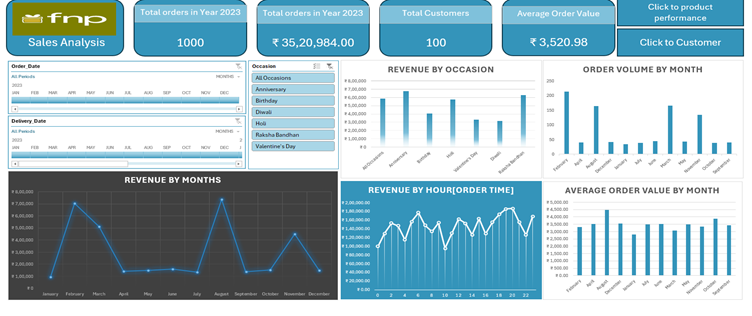 fnp
Sales Analysis
Total orders in Year 2023
1000
Total orders in Year 2023
₹ 35,20,984.00
Total Customers
100
Average Order Value
₹ 3,520.98
Click to product
performance
Click to Customer
Order_Date
All Periods
MONTHS
2023
JAN FEB MAR APR MAY JUN JUL AUG SEP OCT NOV DEC
Delivery_Date
All Periods
MONTHS
2023
JAN FEB MAR APR MAY JUN JUL AUG SEP OCT NOV DEC
Occasion
All Occasions
Anniversary
Birthday
Diwali
Holi
Raksha Bandhan
Valentine's Day
REVENUE BY OCCASION
₹ 8,00,000
₹ 7,00,000
₹ 6,00,000
₹ 5,00,000
₹ 4,00,000
₹ 3,00,000
₹ 2,00,000
₹ 1,00,000
₹ 0
All Occasions Anniversary Birthday Holi Valentine's Day Diwali Raksha Bandhan
ORDER VOLUME BY MONTH
250
200
150
100
50
0
February April August December January July June March May November October September
REVENUE BY MONTHS
₹ 8,00,000
₹ 7,00,000
₹ 6,00,000
₹ 5,00,000
₹ 4,00,000
₹ 3,00,000
₹ 2,00,000
₹ 1,00,000
₹ 0
January February March April May June July August September October November December
REVENUE BY HOUR[ORDER TIME]
₹ 2,00,000.00
₹ 1,80,000.00
₹ 1,60,000.00
₹ 1,40,000.00
₹ 1,20,000.00
₹ 1,00,000.00
₹ 80,000.00
₹ 60,000.00
₹ 40,000.00
₹ 20,000.00
₹ 0.00
0 2 4 6 8 10 12 14 16 18 20 22
AVERAGE ORDER VALUE BY MONTH
₹ 5,000.00
₹ 4,500.00
₹ 4,000.00
₹ 3,500.00
₹ 3,000.00
₹ 2,500.00
₹ 2,000.00
₹ 1,500.00
₹ 1,000.00
₹ 500.00
₹ 0.00
February April August December January July June March May November October September